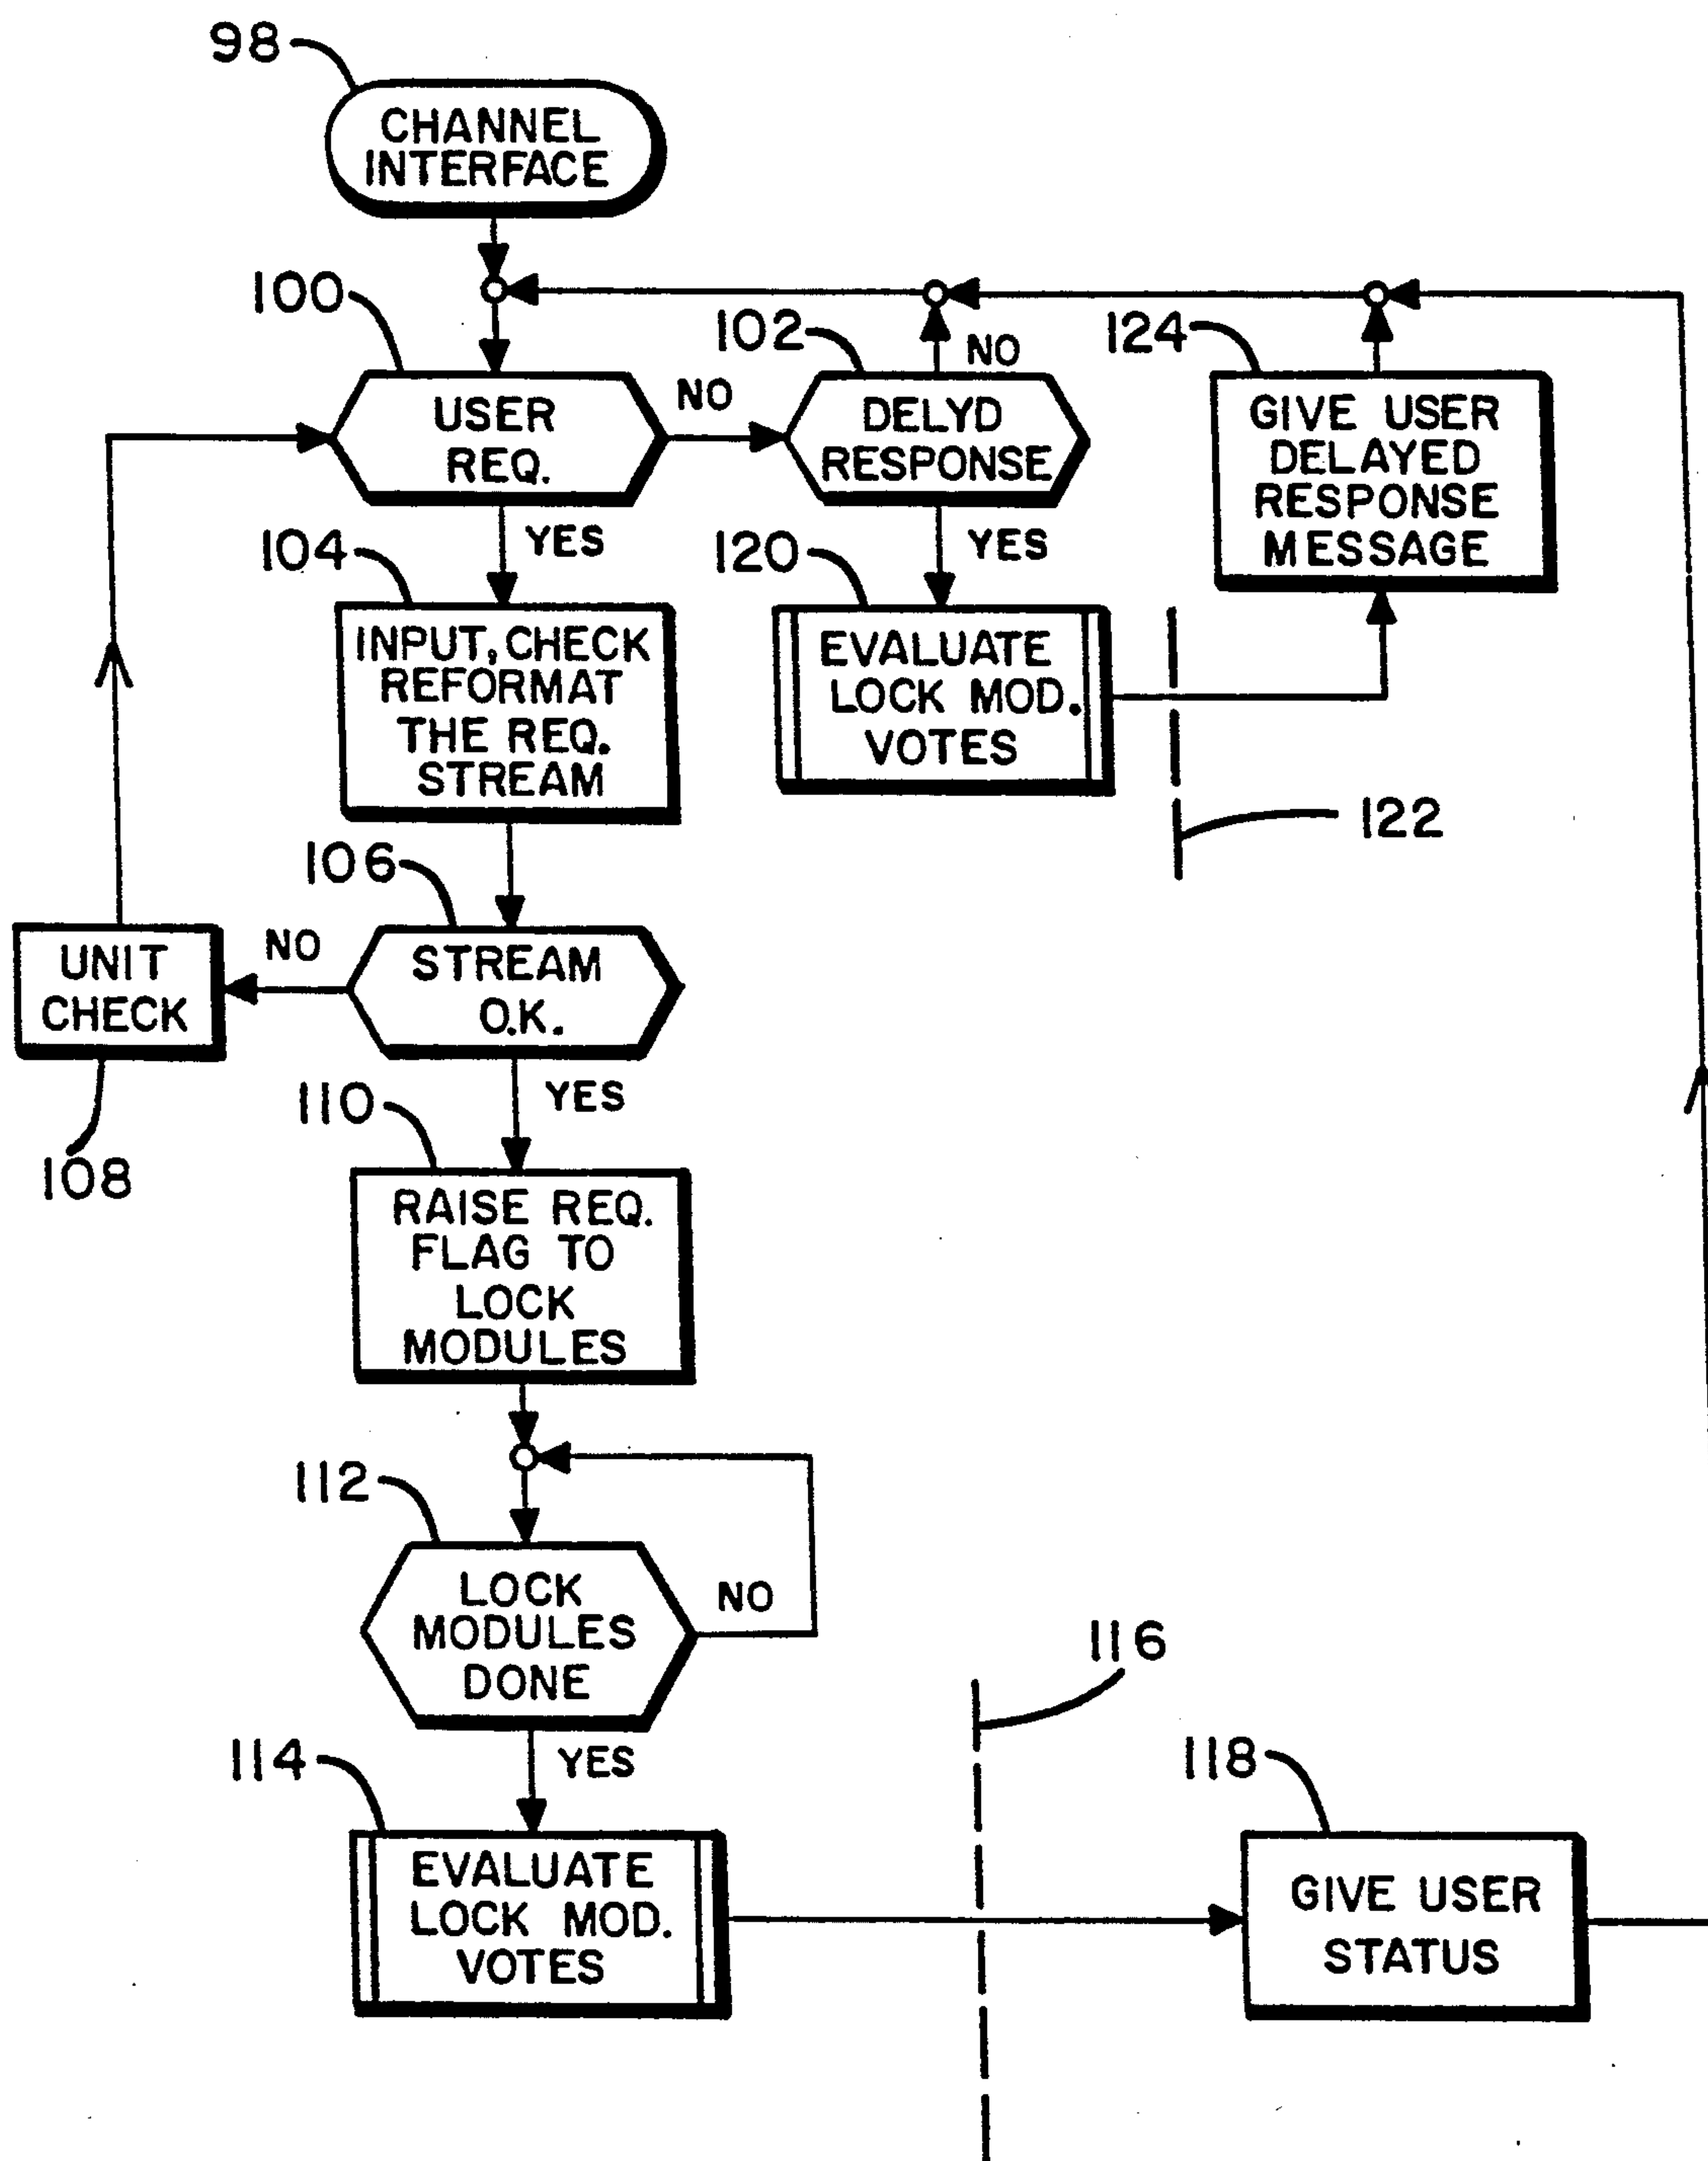 98
CHANNEL
INTERFACE
100
102
NO
124
USER
REQ.
NO
DELYD
RESPONSE
GIVE USER
DELAYED
RESPONSE
MESSAGE
YES
YES
104
120
INPUT, CHECK
REFORMAT
THE REQ.
STREAM
EVALUATE
LOCK MOD.
VOTES
122
106
UNIT
CHECK
NO
STREAM
O.K.
YES
108
110
RAISE REQ.
FLAG TO
LOCK
MODULES
112
LOCK
MODULES
DONE
NO
116
YES
114
118
EVALUATE
LOCK MOD.
VOTES
GIVE USER
STATUS